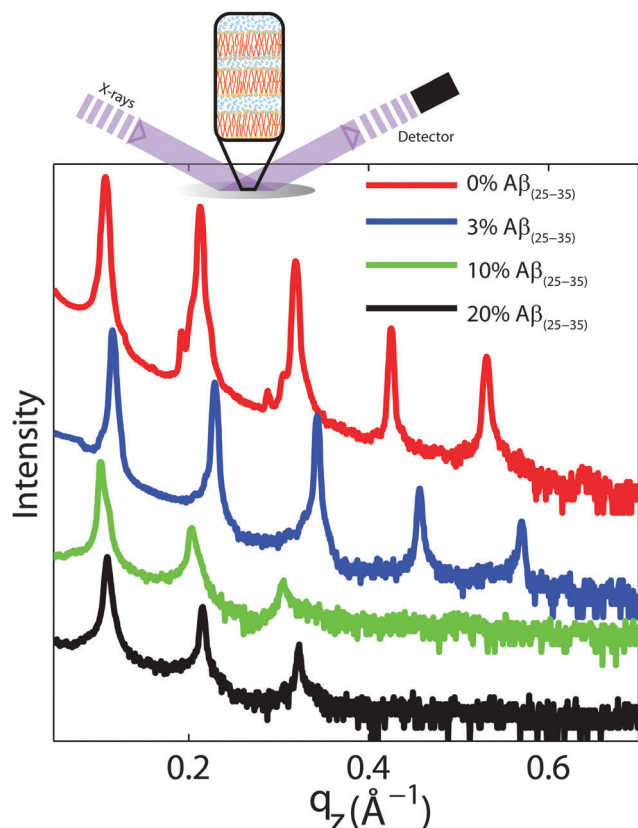 X-rays
Detector
0% Aβ(25−35)
3% Aβ(25−35)
10% Aβ(25−35)
20% Aβ(25−35)
Intensity
0.2 0.4 0.6
qz(Å−1)